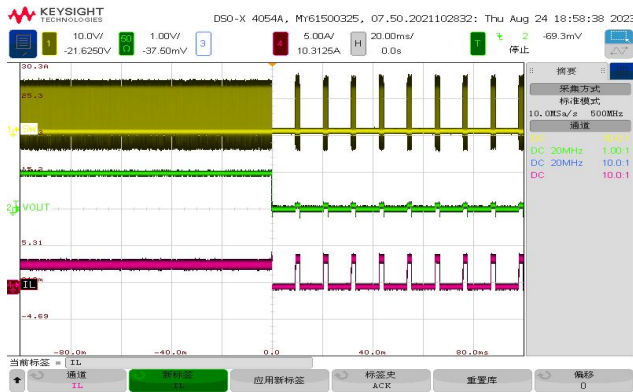 KEYSIGHT TECHNOLOGIES
DSO-X 4054A, MY61500325, 07.50.2021102832: Thu Aug 24 18:58:38 2023
1 10.0V/ -21.6250V
50Ω 1.00V/ -37.50mV
3
4 5.00A/ 10.3125A
H 20.00ms/ 0.0s
T 2 -69.3mV
停止
30.3A
25.3
15.2
VOUT
5.31
IL
-4.69
-80.0m -40.0m 0.0 40.0m 80.0ms
摘要
采集方式
标准模式
10.0MSa/s 500MHz
通道
DC 20MHz 1.00:1
DC 20MHz 10.0:1
DC 10.0:1
当前标签 = IL
通道 IL
新标签 IL
应用新标签
标签史 ACK
重置库
偏移 0